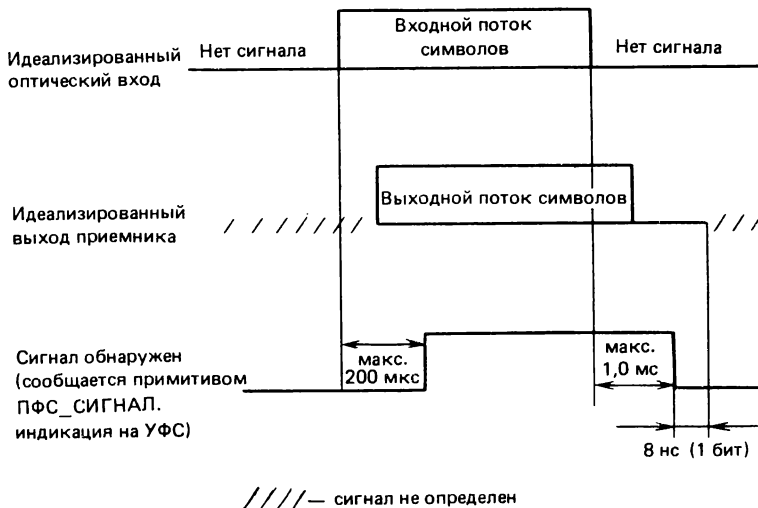 Идеализированный
оптический вход
Нет сигнала
Входной поток
символов
Нет сигнала
Идеализированный
выход приемника
Выходной поток символов
Сигнал обнаружен
(сообщается примитивом
ПФС_СИГНАЛ.
индикация на УФС)
макс.
200 мкс
макс.
1,0 мс
8 нс (1 бит)
— сигнал не определен